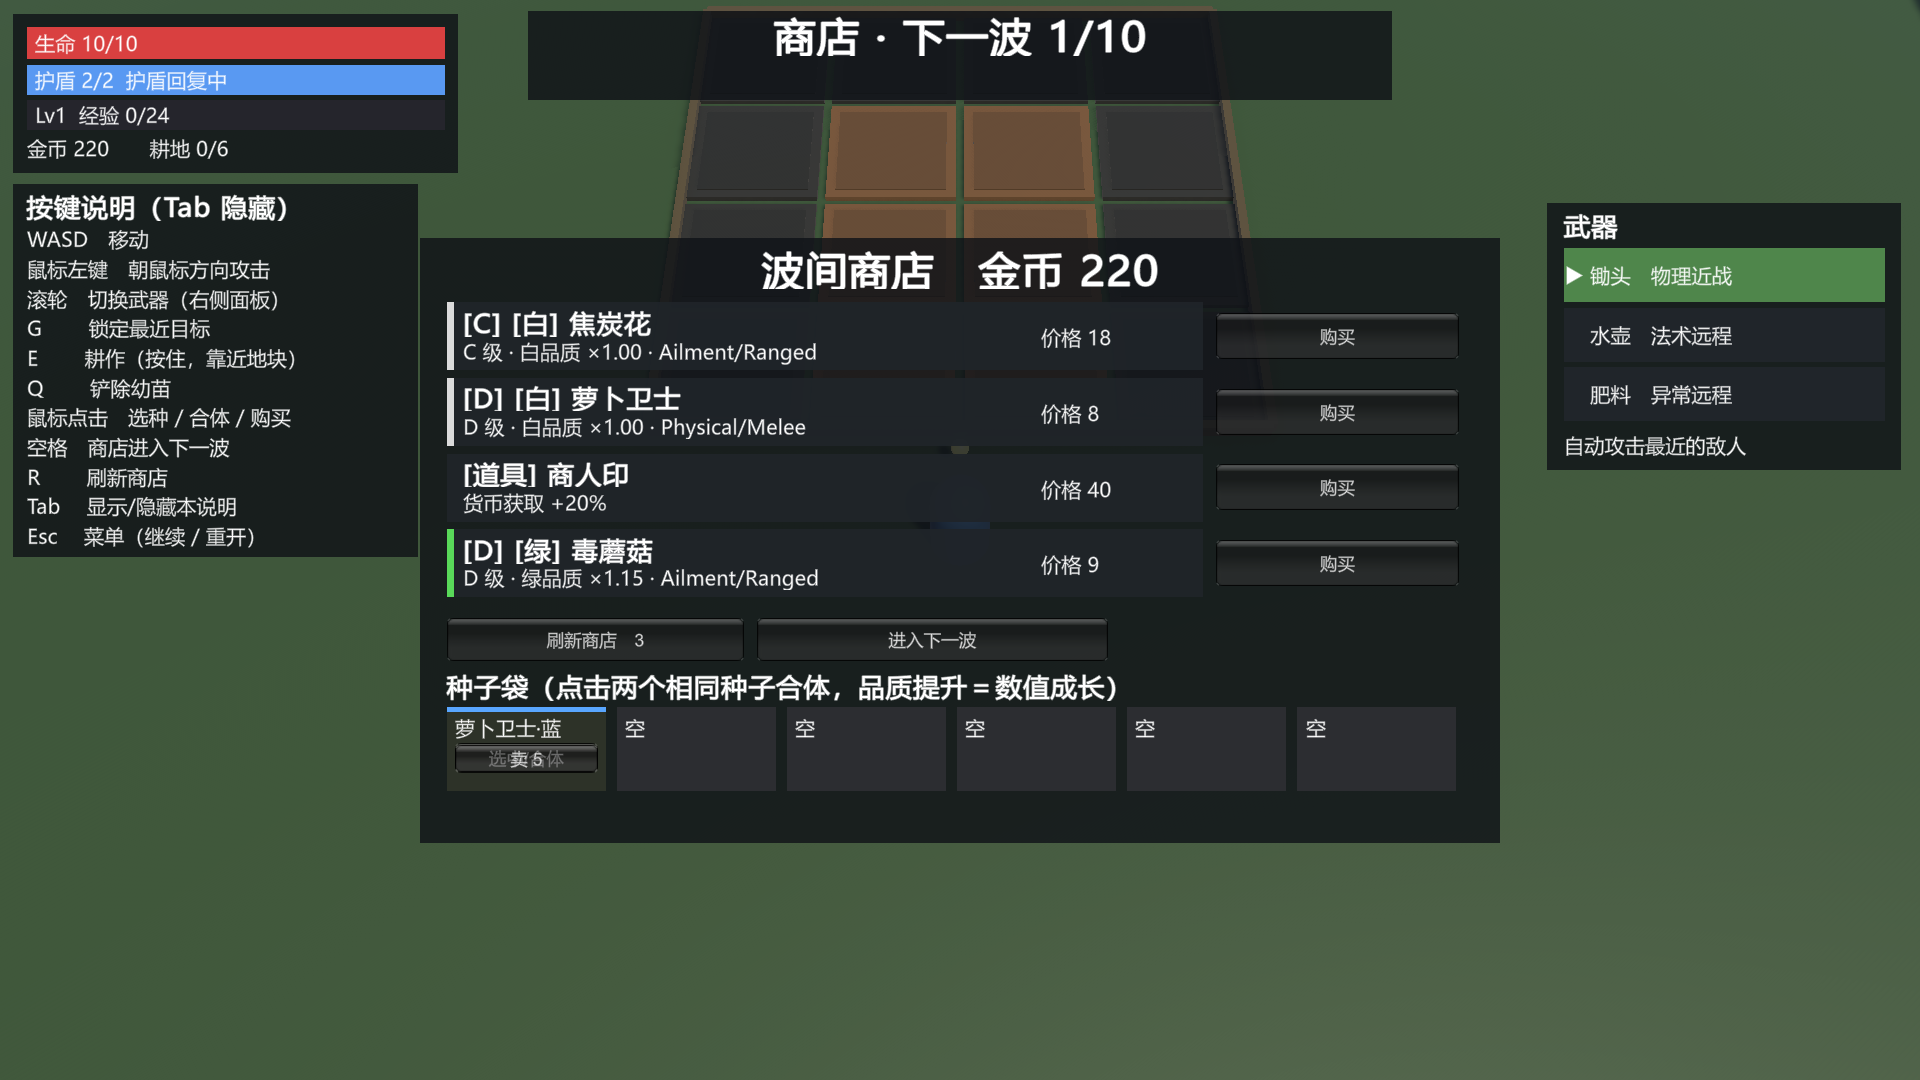 生命 10/10
护盾 2/2 护盾回复中
Lv1 经验 0/24
金币 220 耕地 0/6
商店 · 下一波 1/10
按键说明（Tab 隐藏）
WASD 移动
鼠标左键 朝鼠标方向攻击
滚轮 切换武器（右侧面板）
G 锁定最近目标
E 耕作（按住，靠近地块）
Q 铲除幼苗
鼠标点击 选种 / 合体 / 购买
空格 商店进入下一波
R 刷新商店
Tab 显示/隐藏本说明
Esc 菜单（继续 / 重开）
波间商店 金币 220
[C] [白] 焦炭花
C 级 · 白品质 ×1.00 · Ailment/Ranged
价格 18
购买
[D] [白] 萝卜卫士
D 级 · 白品质 ×1.00 · Physical/Melee
价格 8
购买
[道具] 商人印
货币获取 +20%
价格 40
购买
[D] [绿] 毒蘑菇
D 级 · 绿品质 ×1.15 · Ailment/Ranged
价格 9
购买
刷新商店 3
进入下一波
种子袋（点击两个相同种子合体，品质提升 = 数值成长）
萝卜卫士·蓝
卖 5
空
空
空
空
空
武器
▶ 锄头 物理近战
水壶 法术远程
肥料 异常远程
自动攻击最近的敌人